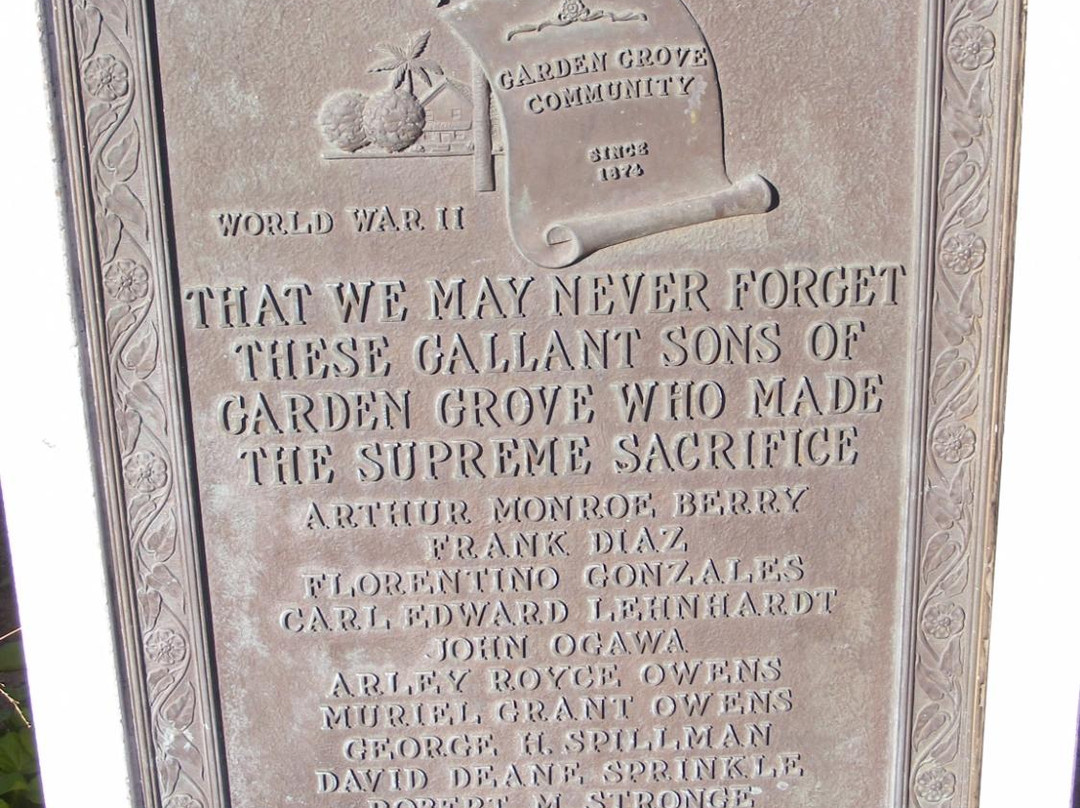 GARDEN GROVE
COMMUNITY
SINCE
1874
WORLD WAR II
THAT WE MAY NEVER FORGET
THESE GALLANT SONS OF
GARDEN GROVE WHO MADE
THE SUPREME SACRIFICE
ARTHUR MONROE BERRY
FRANK DIAZ
FLORENTINO GONZALES
CARL EDWARD LEHNHARDT
JOHN OGAWA
ARLEY ROYCE OWENS
MURIEL GRANT OWENS
GEORGE H. SPILLMAN
DAVID DEANE SPRINKLE
ROBERT M. STRONGE